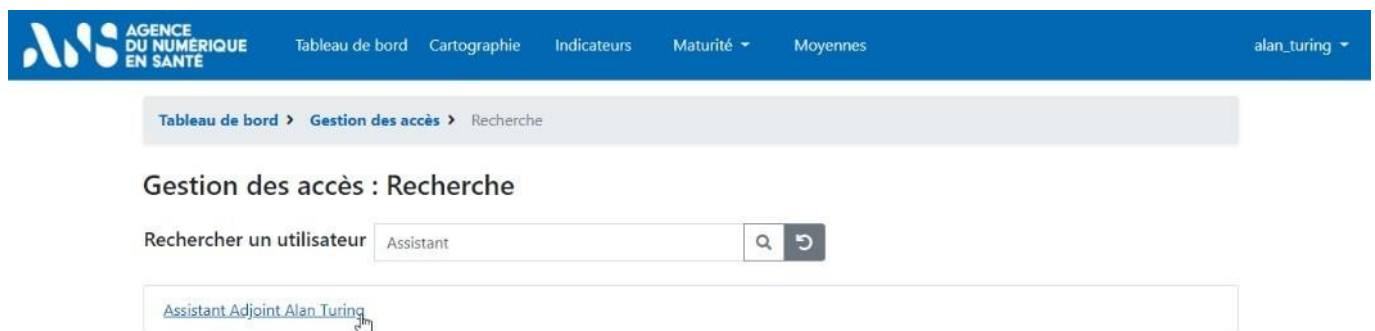 AGENCE
DU NUMÉRIQUE
EN SANTÉ
Tableau de bord Cartographie Indicateurs Maturité Moyennes alan_turing
Tableau de bord > Gestion des accès > Recherche
Gestion des accès : Recherche
Rechercher un utilisateur Assistant
Assistant Adjoint Alan Turing